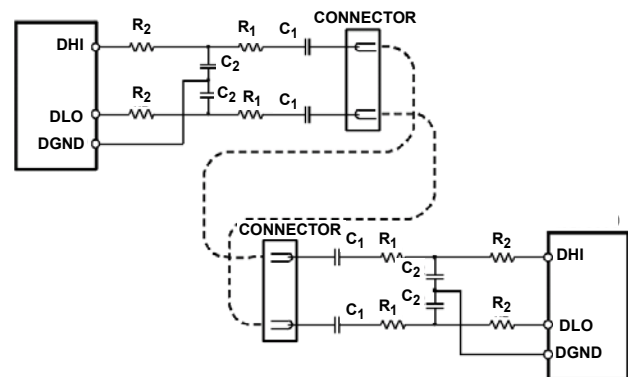 CONNECTOR
DHI R₂ R₁ C₁
C₂
DLO R₂ C₂ R₁ C₁
DGND
CONNECTOR
C₁ R₁ R₂ DHI
C₂
C₂
C₁ R₁ R₂ DLO
DGND